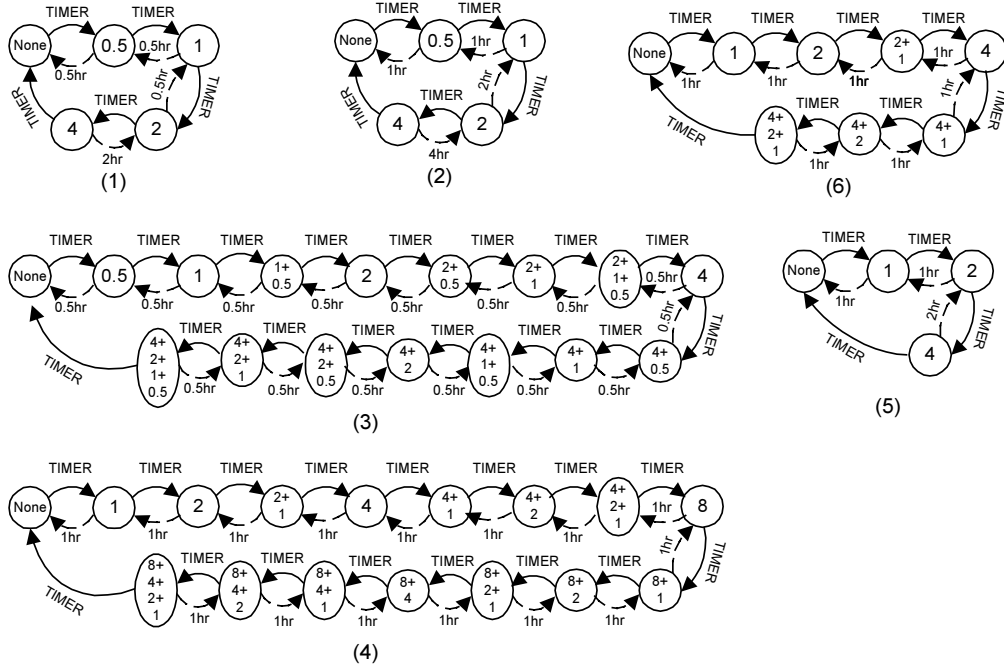 TIMER TIMER
None 0.5 1
0.5hr 0.5hr
0.5hr
TIMER
TIMER
TIMER
4 2
2hr
(1)
TIMER TIMER
None 0.5 1
1hr 1hr
2hr
TIMER
TIMER
TIMER
4 2
4hr
(2)
TIMER TIMER TIMER TIMER
None 1 2 2+
1 4
1hr 1hr 1hr 1hr
1hr
TIMER
TIMER TIMER
TIMER
4+
2+
1
4+
2
4+
1
1hr 1hr
(6)
TIMER TIMER TIMER TIMER TIMER TIMER TIMER TIMER
None 0.5 1
1+
0.5
2
2+
0.5
2+
1
2+
1+
0.5
4
0.5hr 0.5hr 0.5hr 0.5hr 0.5hr 0.5hr 0.5hr 0.5hr
0.5hr
TIMER
TIMER TIMER TIMER TIMER TIMER TIMER
TIMER
4+
2+
1+
0.5
4+
2+
1
4+
2+
0.5
4+
2
4+
1+
0.5
4+
1
4+
0.5
0.5hr 0.5hr 0.5hr 0.5hr 0.5hr 0.5hr
(3)
TIMER TIMER
None 1 2
1hr 1hr
2hr
TIMER
TIMER
4
(5)
TIMER TIMER TIMER TIMER TIMER TIMER TIMER TIMER
None 1 2
2+
1
4
4+
1
4+
2
4+
2+
1
8
1hr 1hr 1hr 1hr 1hr 1hr 1hr 1hr
1hr
TIMER
TIMER TIMER TIMER TIMER TIMER TIMER
TIMER
8+
4+
2+
1
8+
4+
2
8+
4+
1
8+
4
8+
2+
1
8+
2
8+
1
1hr 1hr 1hr 1hr 1hr 1hr
(4)